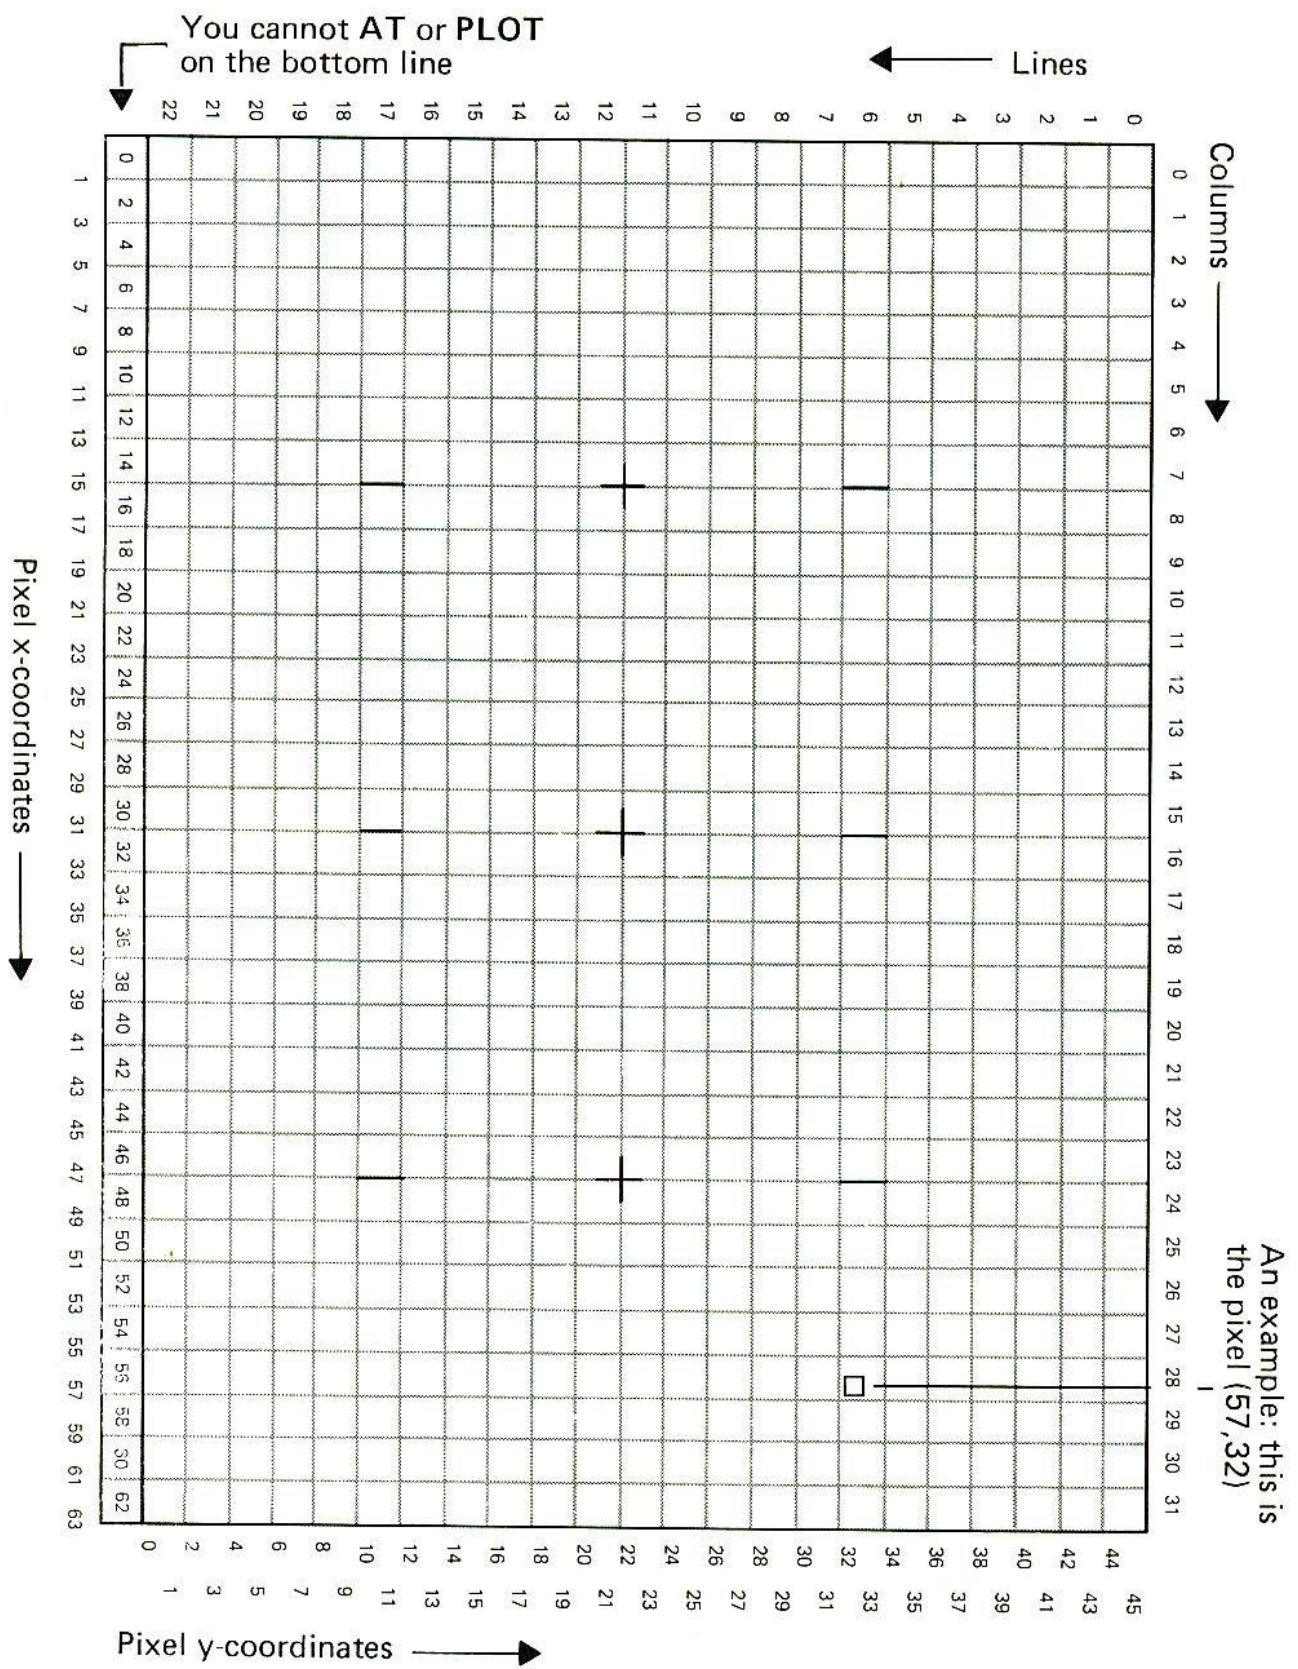 You cannot AT or PLOT
on the bottom line
Lines
22 21 20 19 18 17 16 15 14 13 12 11 10 9 8 7 6 5 4 3 2 1 0
Columns
0 1 2 3 4 5 6 7 8 9 10 11 12 13 14 15 16 17 18 19 20 21 22 23 24 25 26 27 28 29 30 31
An example: this is
the pixel (57,32)
0 2 4 6 8 10 12 14 16 18 20 22 24 26 28 30 32 34 36 38 40 42 44 46 48 50 52 54 56 58 30 62
1 3 5 7 9 11 13 15 17 19 21 23 25 27 29 31 33 35 37 39 41 43 45 47 49 51 53 55 57 59 61 63
Pixel x-coordinates
0 2 4 6 8 10 12 14 16 18 20 22 24 26 28 30 32 34 36 38 40 42 44
1 3 5 7 9 11 13 15 17 19 21 23 25 27 29 31 33 35 37 39 41 43 45
Pixel y-coordinates